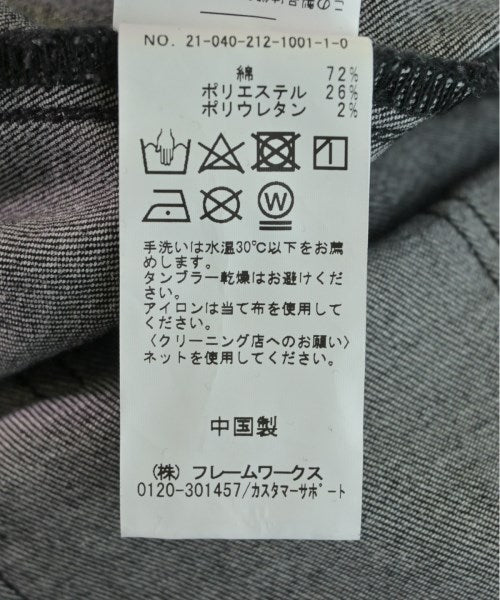 この製品は
NO. 21-040-212-1001-1-0
綿 72%
ポリエステル 26%
ポリウレタン 2%
W
手洗いは水温30℃以下をお薦
めします。
タンブラー乾燥はお避けくだ
さい。
アイロンは当て布を使用して
ください。
〈クリーニング店へのお願い〉
ネットを使用してください。
中国製
(株) フレームワークス
0120-301457/カスタマーサポート